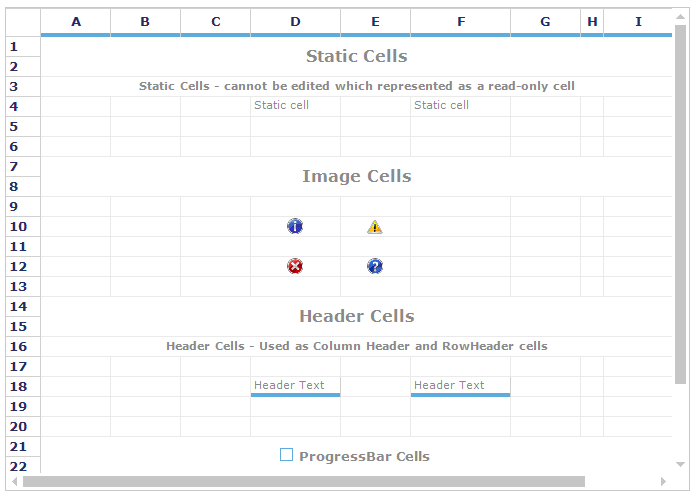 A B C D E F G H I
1
Static Cells
2
3 Static Cells - cannot be edited which represented as a read-only cell
4 Static cell Static cell
5
6
7
Image Cells
8
9
10
11
12
13
14
Header Cells
15
16 Header Cells - Used as Column Header and RowHeader cells
17
18 Header Text Header Text
19
20
21 ProgressBar Cells
22